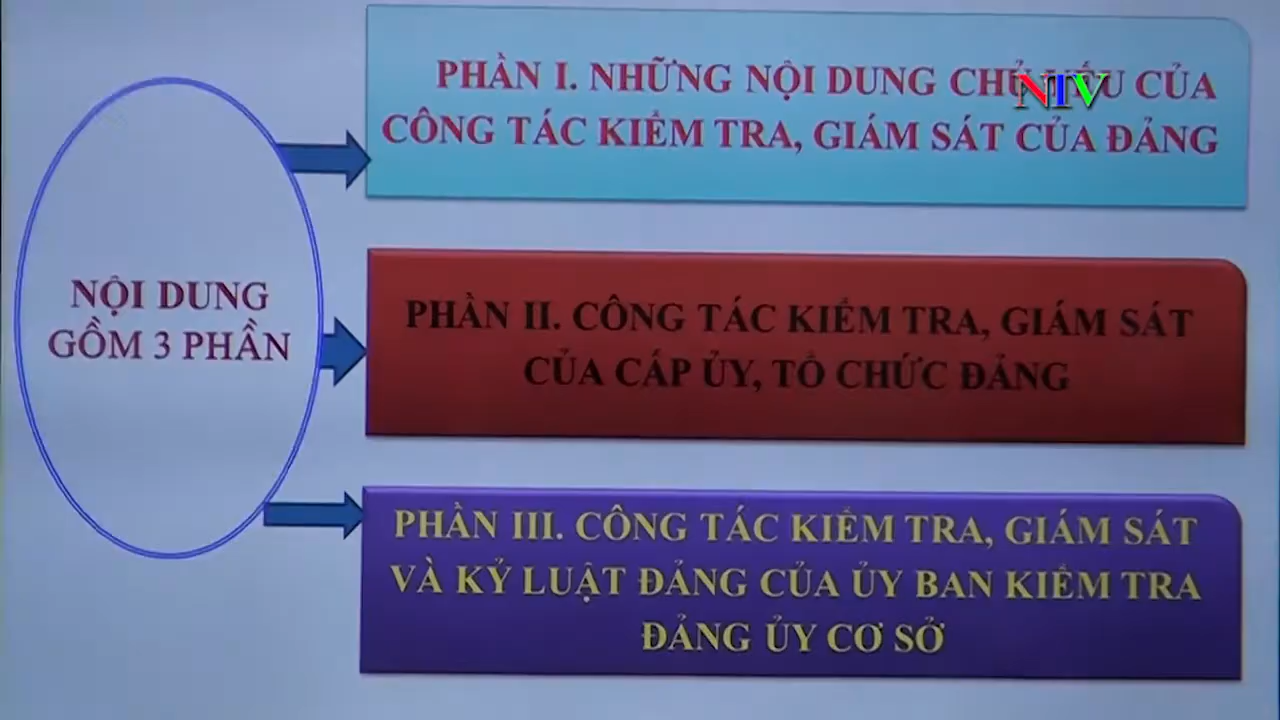 NỘI DUNG
GỒM 3 PHẦN
PHẦN I. NHỮNG NỘI DUNG CHỦ YẾU CỦA
CÔNG TÁC KIỂM TRA, GIÁM SÁT CỦA ĐẢNG
NTV
PHẦN II. CÔNG TÁC KIỂM TRA, GIÁM SÁT
CỦA CẤP ỦY, TỔ CHỨC ĐẢNG
PHẦN III. CÔNG TÁC KIỂM TRA, GIÁM SÁT
VÀ KỶ LUẬT ĐẢNG CỦA ỦY BAN KIỂM TRA
ĐẢNG ỦY CƠ SỞ